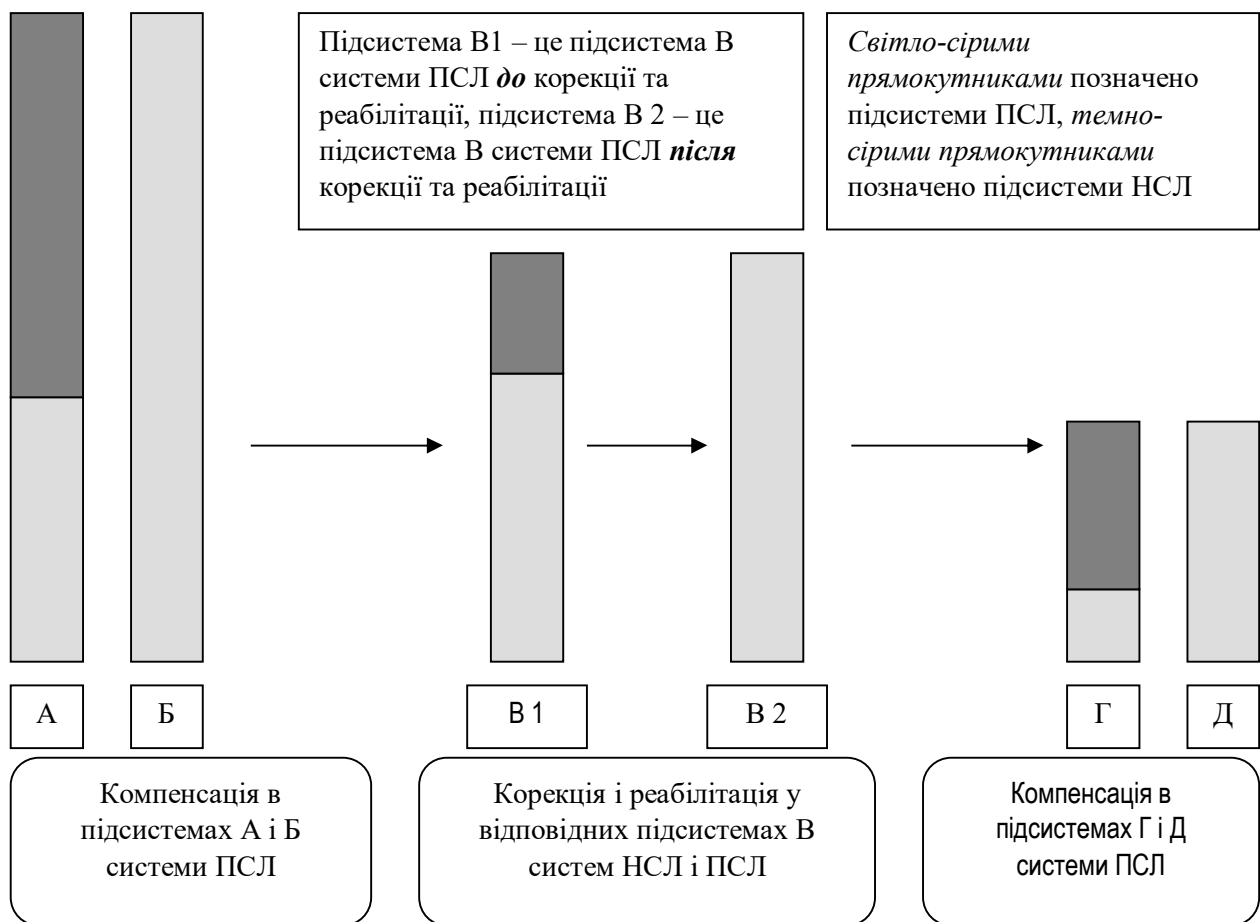 Підсистема В1 – це підсистема В
системи ПСЛ до корекції та
реабілітації, підсистема В 2 – це
підсистема В системи ПСЛ після
корекції та реабілітації
Світло-сірими
прямокутниками позначено
підсистеми ПСЛ, темно-
сірими прямокутниками
позначено підсистеми НСЛ
А
Б
В 1
В 2
Г
Д
Компенсація в
підсистемах А і Б
системи ПСЛ
Корекція і реабілітація у
відповідних підсистемах В
систем НСЛ і ПСЛ
Компенсація в
підсистемах Г і Д
системи ПСЛ